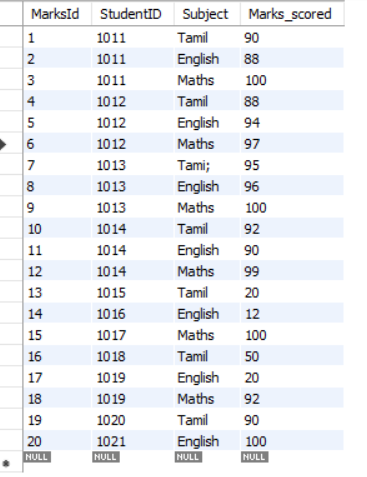 MarksId StudentID Subject Marks_scored
1 1011 Tamil 90
2 1011 English 88
3 1011 Maths 100
4 1012 Tamil 88
5 1012 English 94
6 1012 Maths 97
7 1013 Tami; 95
8 1013 English 96
9 1013 Maths 100
10 1014 Tamil 92
11 1014 English 90
12 1014 Maths 99
13 1015 Tamil 20
14 1016 English 12
15 1017 Maths 100
16 1018 Tamil 50
17 1019 English 20
18 1019 Maths 92
19 1020 Tamil 90
20 1021 English 100
NULL NULL NULL NULL